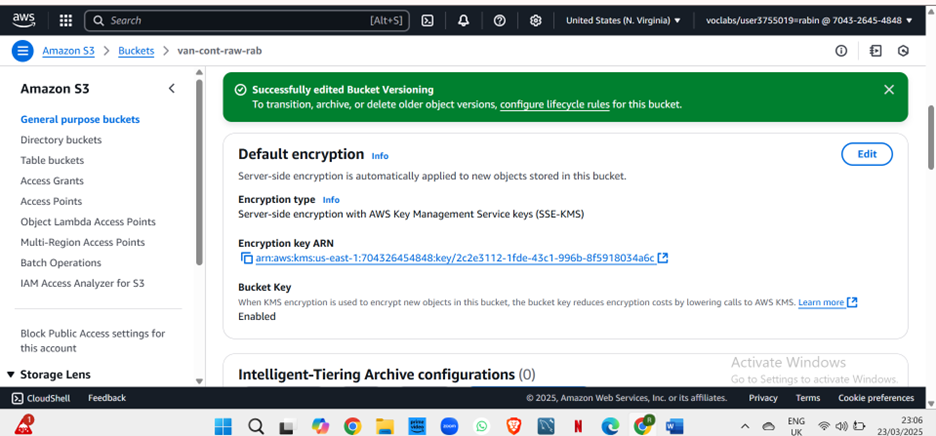 aws
Search [Alt+S]
United States (N. Virginia) ▼ voclabs/user3755019=rabin @ 7043-2645-4848 ▼
Amazon S3 > Buckets > van-cont-raw-rab
Amazon S3
General purpose buckets
Directory buckets
Table buckets
Access Grants
Access Points
Object Lambda Access Points
Multi-Region Access Points
Batch Operations
IAM Access Analyzer for S3
Block Public Access settings for
this account
▼ Storage Lens
Successfully edited Bucket Versioning
To transition, archive, or delete older object versions, configure lifecycle rules for this bucket.
Default encryption Info
Edit
Server-side encryption is automatically applied to new objects stored in this bucket.
Encryption type Info
Server-side encryption with AWS Key Management Service keys (SSE-KMS)
Encryption key ARN
arn:aws:kms:us-east-1:704326454848:key/2c2e3112-1fde-43c1-996b-8f5918034a6c
Bucket Key
When KMS encryption is used to encrypt new objects in this bucket, the bucket key reduces encryption costs by lowering calls to AWS KMS. Learn more
Enabled
Intelligent-Tiering Archive configurations (0)
Activate Windows
Go to Settings to activate Windows.
CloudShell Feedback © 2025, Amazon Web Services, Inc. or its affiliates. Privacy Terms Cookie preferences
1
zoom
N
R
W
ENG
UK
23:06
23/03/2025